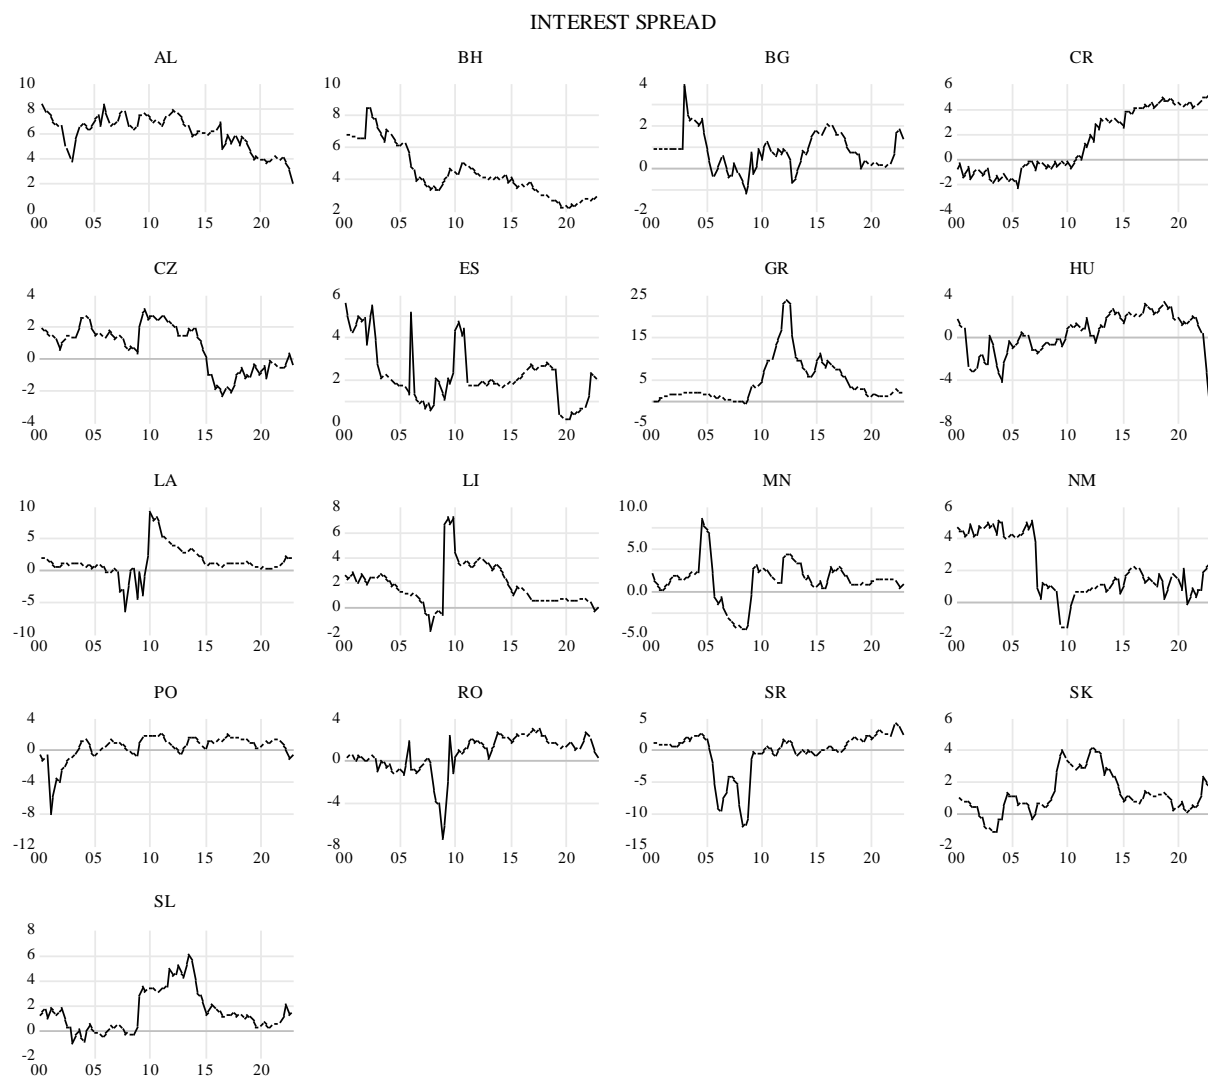 INTEREST SPREAD
AL BH BG CR
10 8 6 4 2 0
00 05 10 15 20
10 8 6 4 2
00 05 10 15 20
4 2 0 -2
00 05 10 15 20
6 4 2 0 -2 -4
00 05 10 15 20
CZ ES GR HU
4 2 0 -2 -4
00 05 10 15 20
6 4 2 0
00 05 10 15 20
25 15 5 -5
00 05 10 15 20
4 0 -4 -8
00 05 10 15 20
LA LI MN NM
10 5 0 -5 -10
00 05 10 15 20
8 6 4 2 0 -2
00 05 10 15 20
10.0 5.0 0.0 -5.0
00 05 10 15 20
6 4 2 0 -2
00 05 10 15 20
PO RO SR SK
4 0 -4 -8 -12
00 05 10 15 20
4 0 -4 -8
00 05 10 15 20
5 0 -5 -10 -15
00 05 10 15 20
6 4 2 0 -2
00 05 10 15 20
SL
8 6 4 2 0 -2
00 05 10 15 20